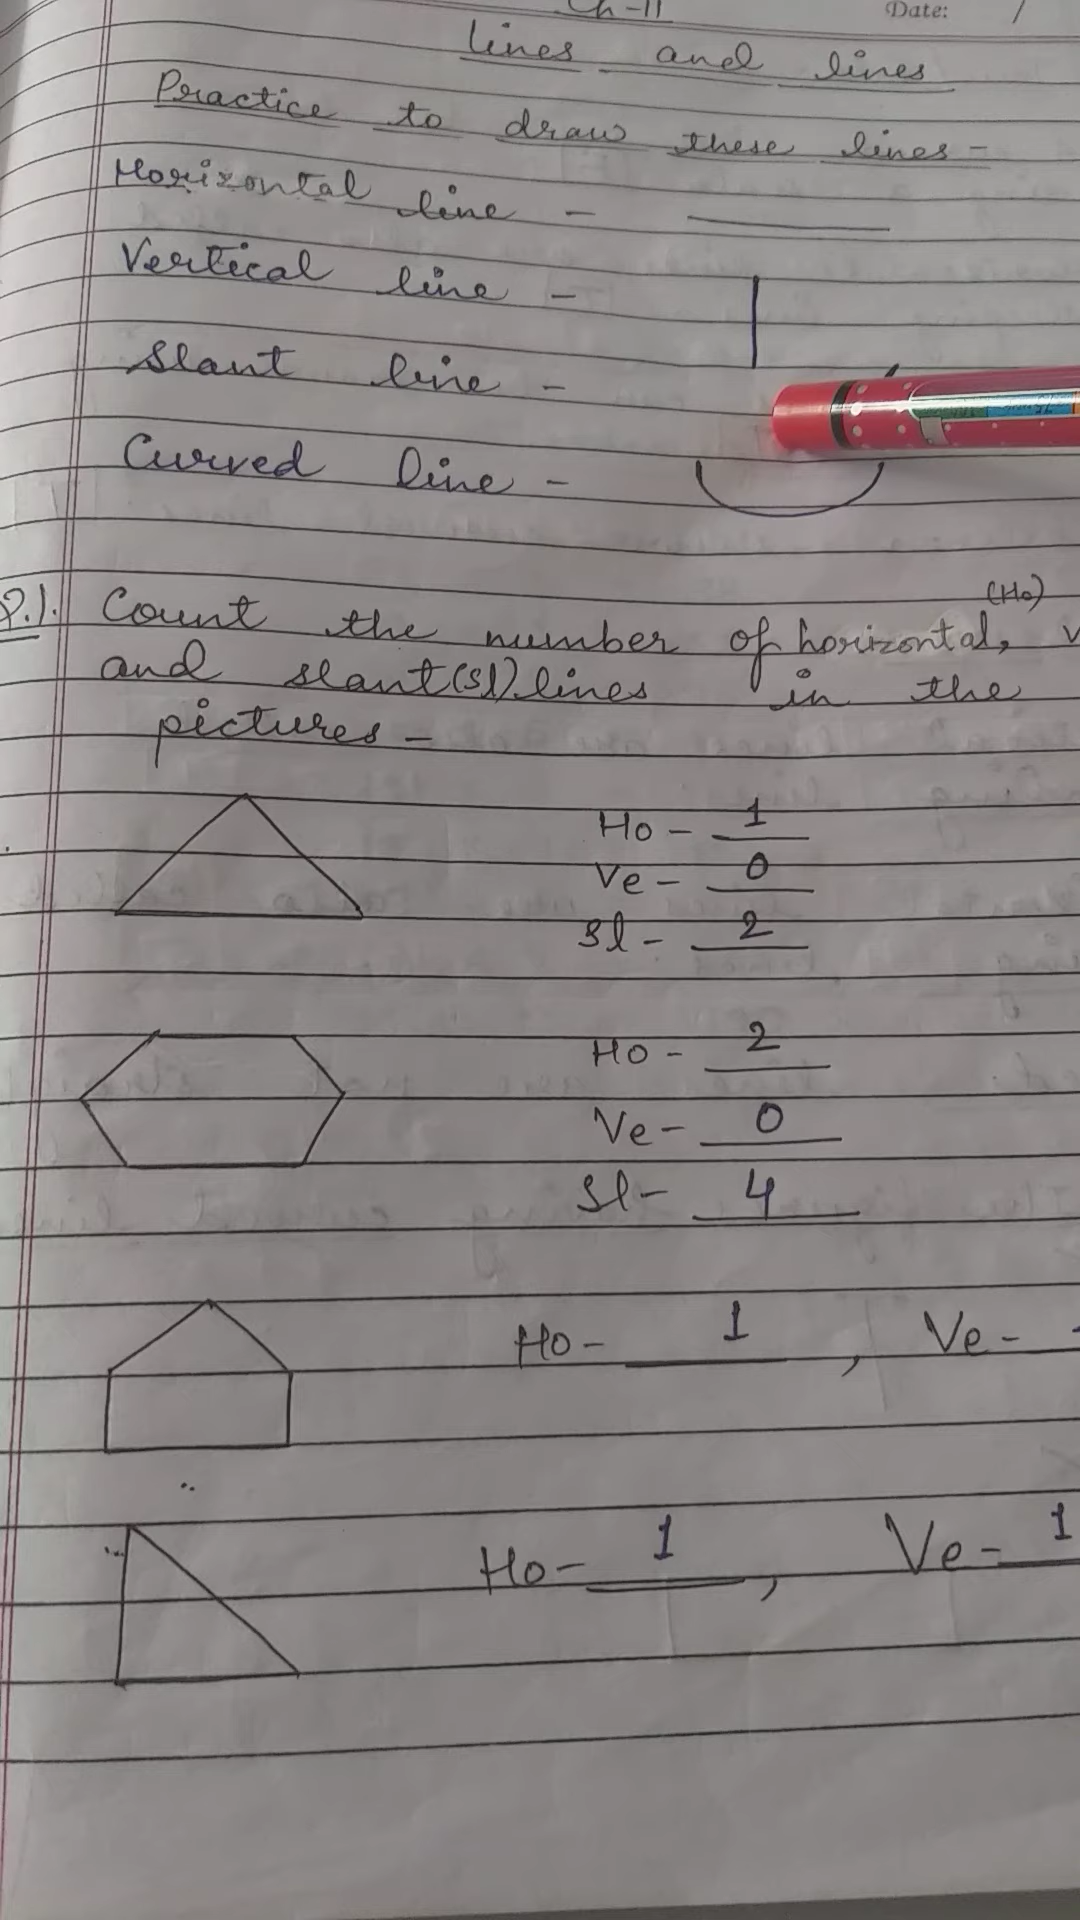 Ch-11
Date: /
lines and lines
Practice to draw these lines -
Horizontal line -
Vertical line -
Slant line -
Curved line -
(Ho)
Count the number of horizontal,
and slant(Sl) lines in the
pictures -
Ho - 1
Ve - 0
Sl - 2
Ho - 2
Ve - 0
Sl - 4
Ho - 1, Ve -
Ho - 1, Ve - 1